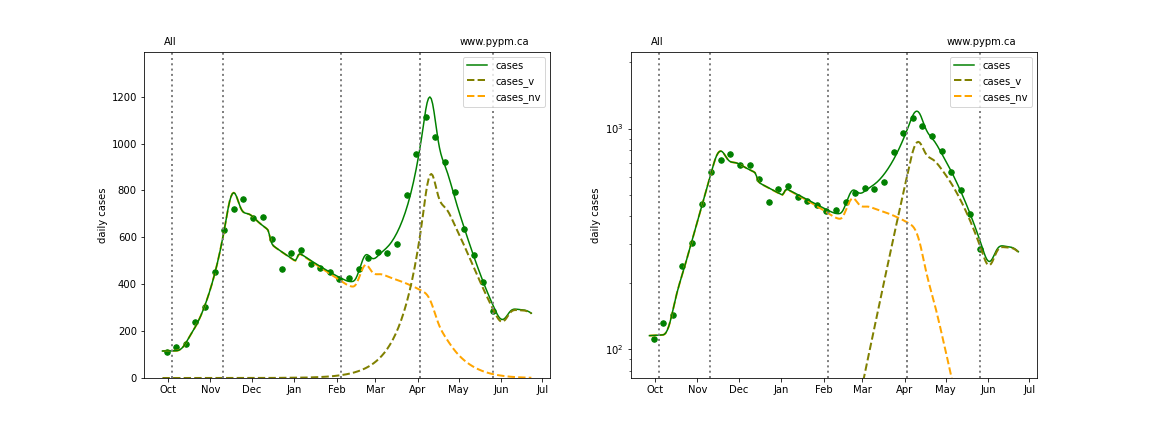 All www.pypm.ca
cases
cases_v
cases_nv
daily cases
1200
1000
800
600
400
200
0
Oct Nov Dec Jan Feb Mar Apr May Jun Jul
All www.pypm.ca
cases
cases_v
cases_nv
daily cases
10³
10²
Oct Nov Dec Jan Feb Mar Apr May Jun Jul